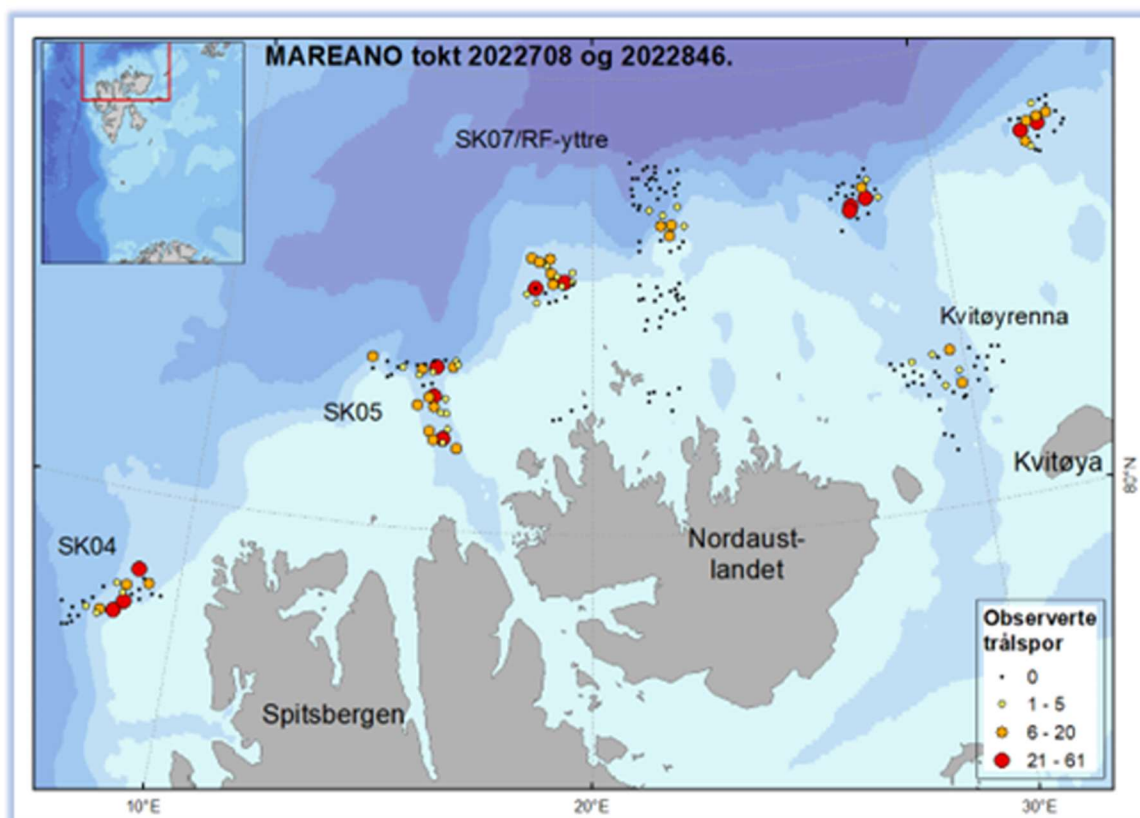 MAREANO tokt 2022708 og 2022846.
SK07/RF-yttre
Kvitøyrenna
SK05
Kvitøya
80°N
SK04
Nordaust-
landet
Spitsbergen
Observerte
trålspor
0
1 - 5
6 - 20
21 - 61
10°E
20°E
30°E